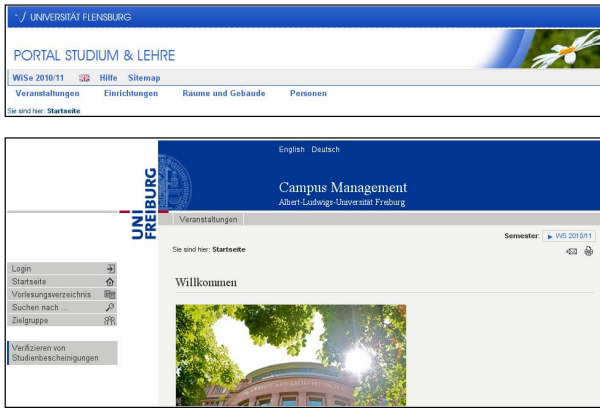 UNIVERSITÄT FLENSBURG
PORTAL STUDIUM & LEHRE
WiSe 2010/11 Hilfe Sitemap
Veranstaltungen Einrichtungen Räume und Gebäude Personen
Sie sind hier: Startseite
English Deutsch
UNI
FREIBURG
Campus Management
Albert-Ludwigs-Universität Freiburg
Veranstaltungen
Semester: WS 2010/11
Sie sind hier: Startseite
Login
Startseite
Vorlesungsverzeichnis
Suchen nach ...
Zielgruppe
Verifizieren von
Studienbescheinigungen
Willkommen